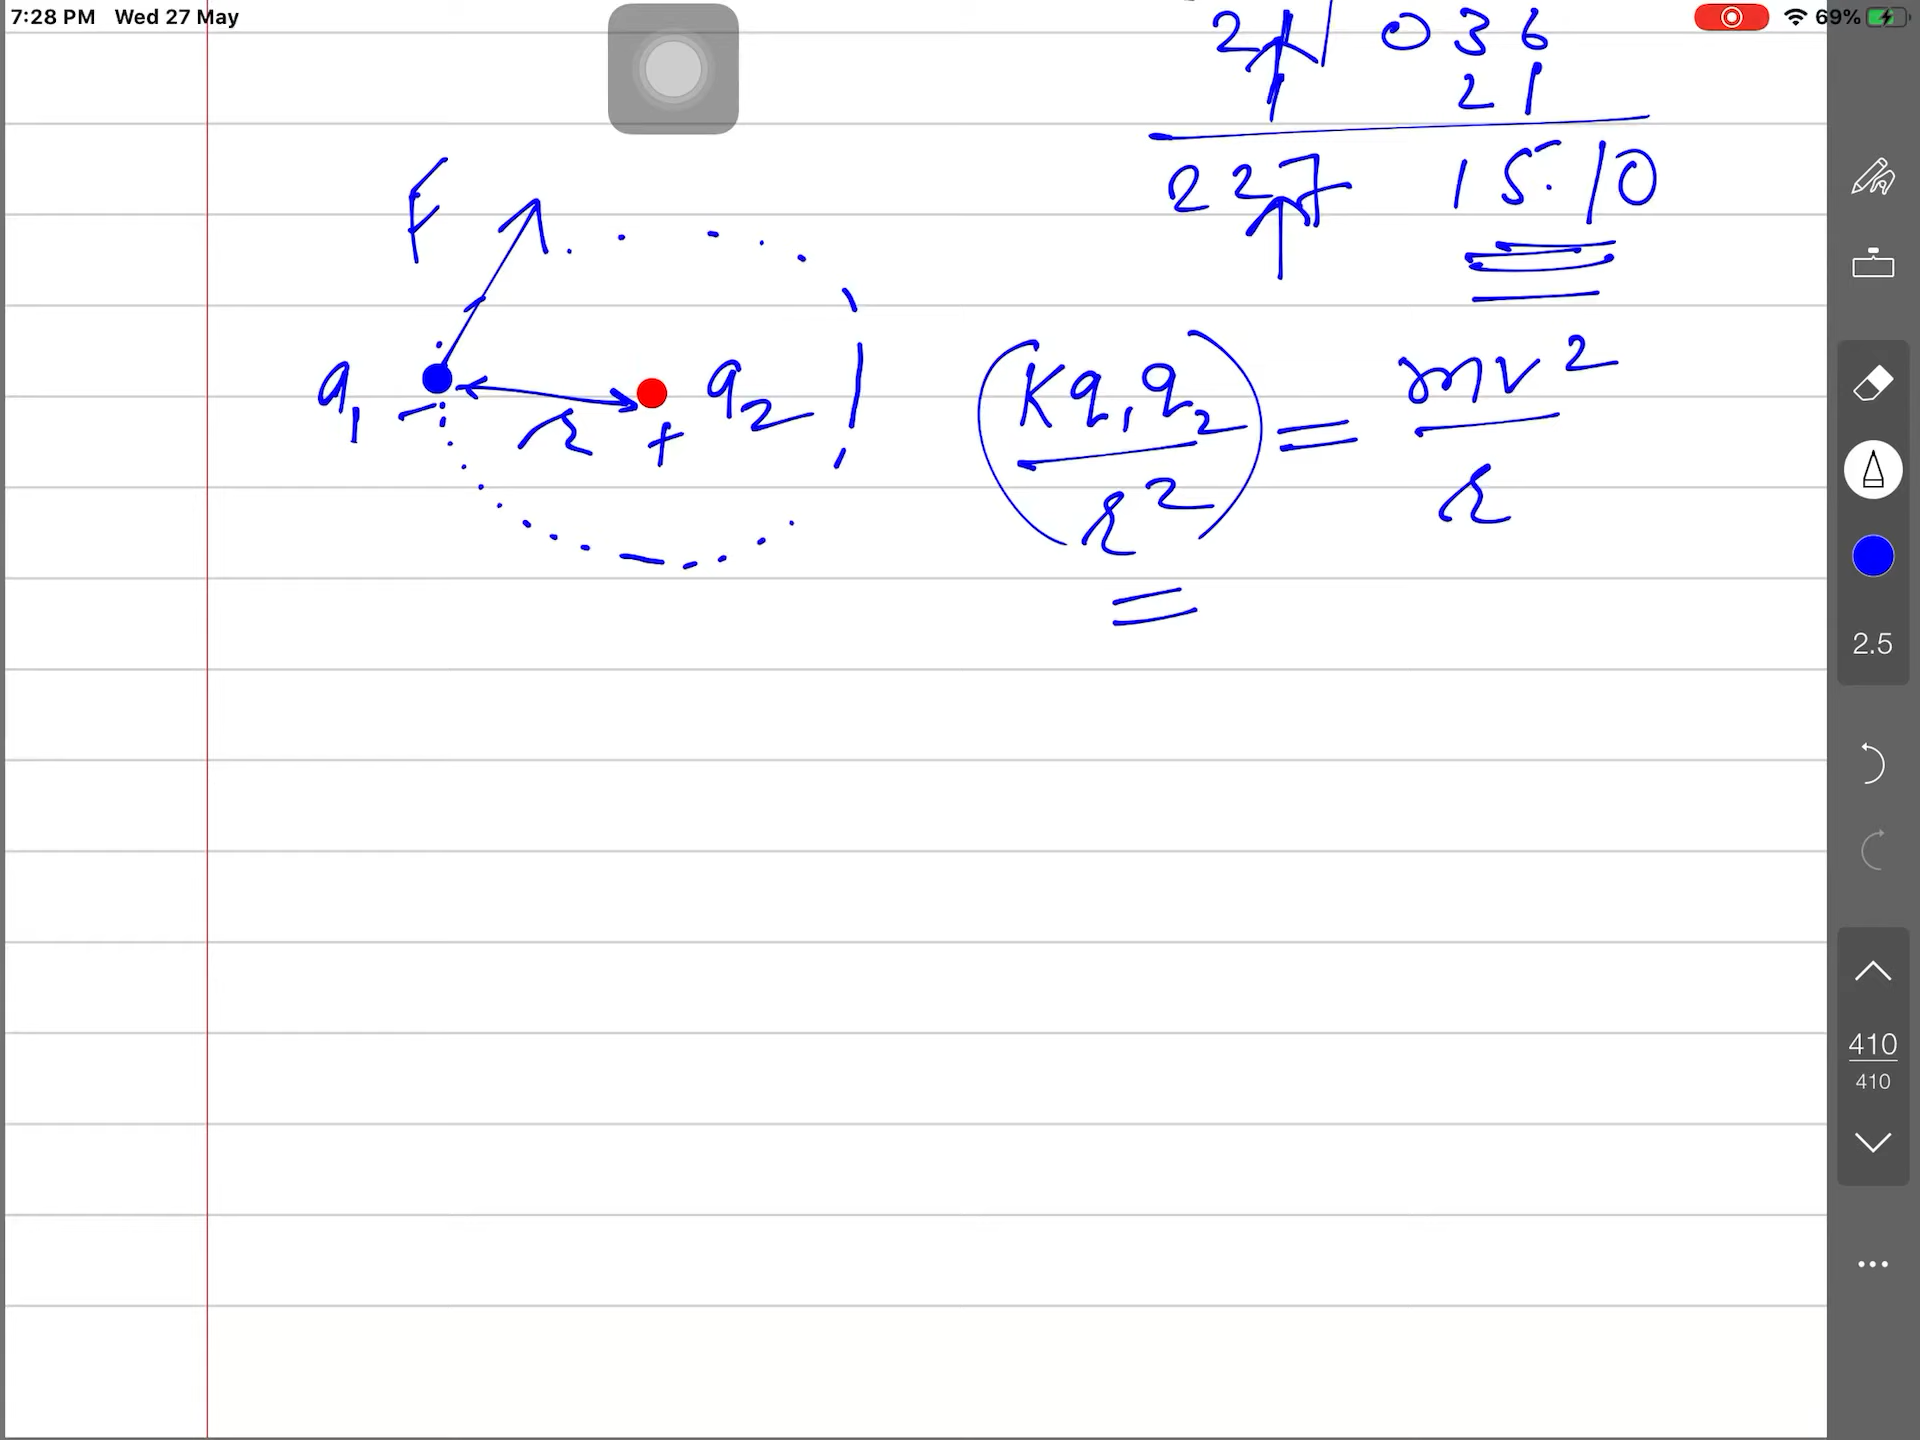 7:28 PM Wed 27 May
69%
036
21
227 15.10
F
q1 - r + q2
Kq1q2 / r2 = mv2 / r
=
2.5
410
410